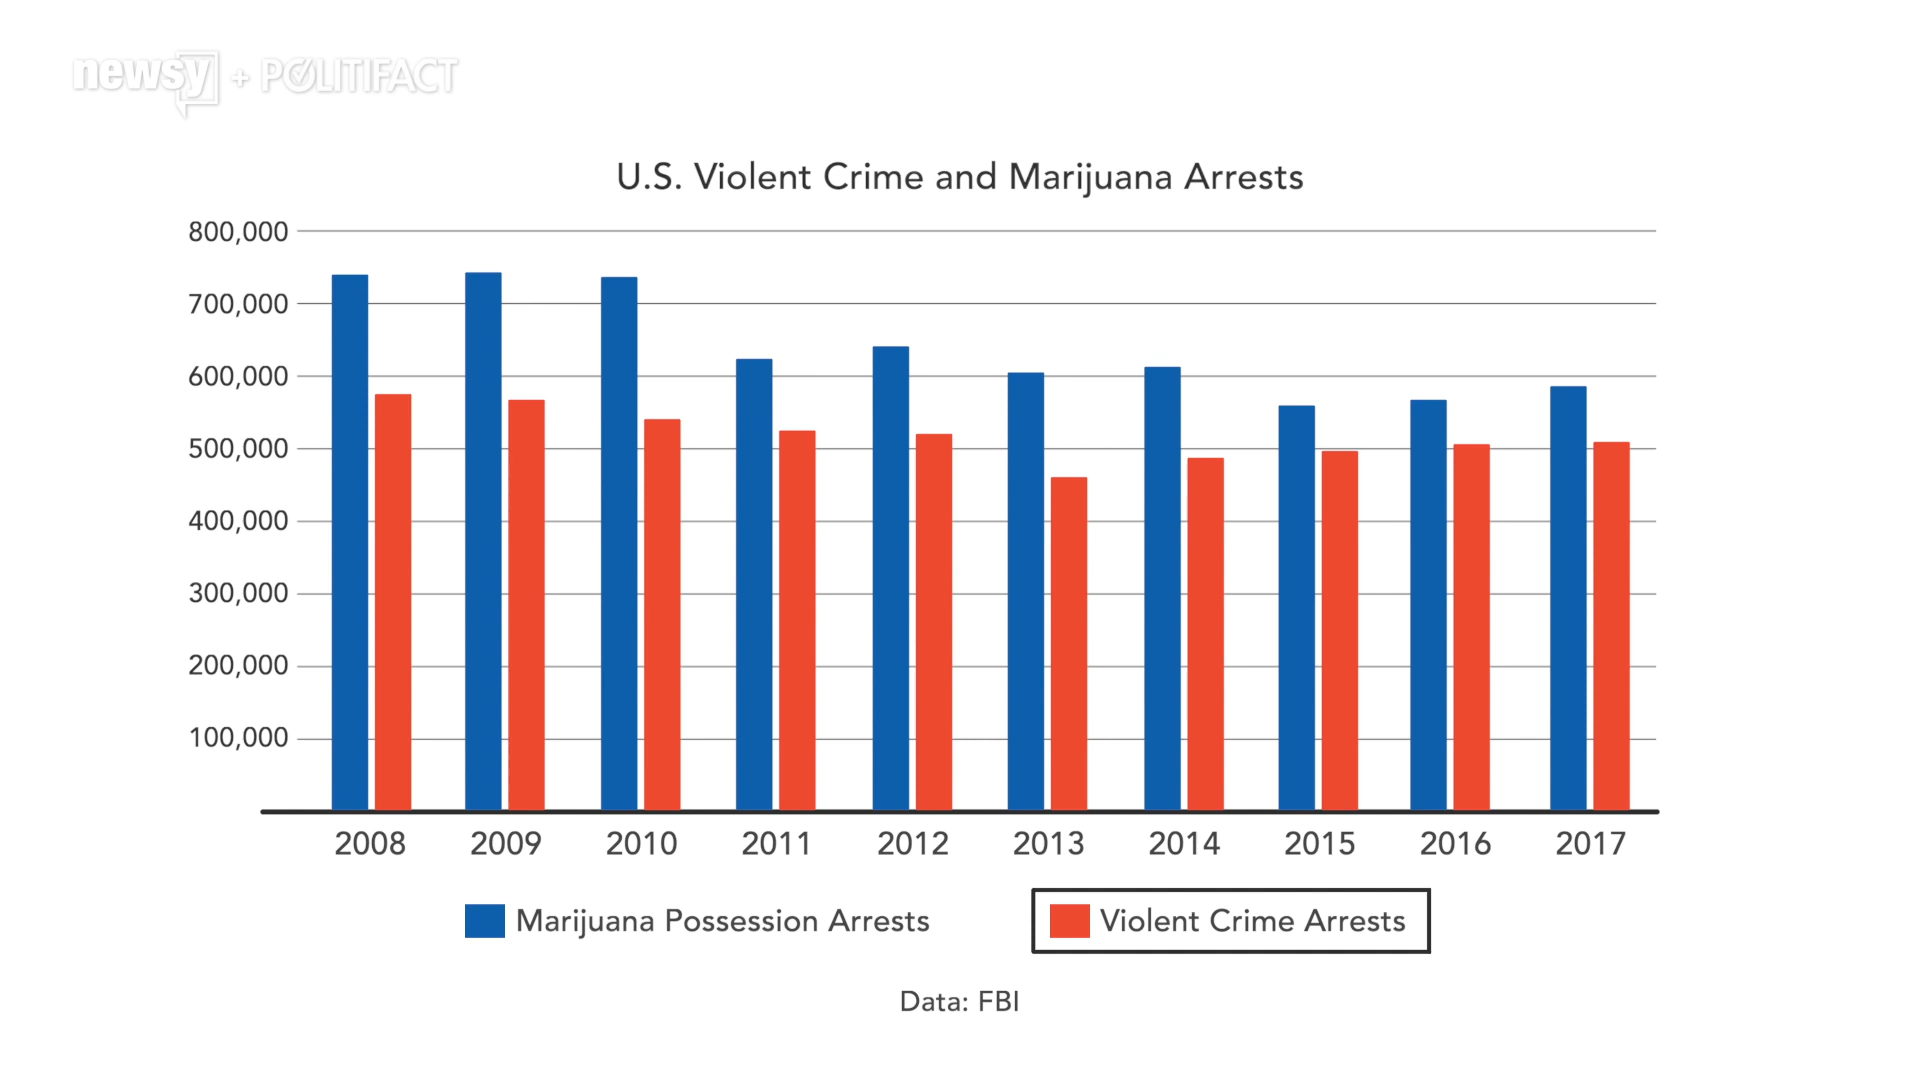 newsy + POLITIFACT
U.S. Violent Crime and Marijuana Arrests
800,000
700,000
600,000
500,000
400,000
300,000
200,000
100,000
2008 2009 2010 2011 2012 2013 2014 2015 2016 2017
Marijuana Possession Arrests Violent Crime Arrests
Data: FBI